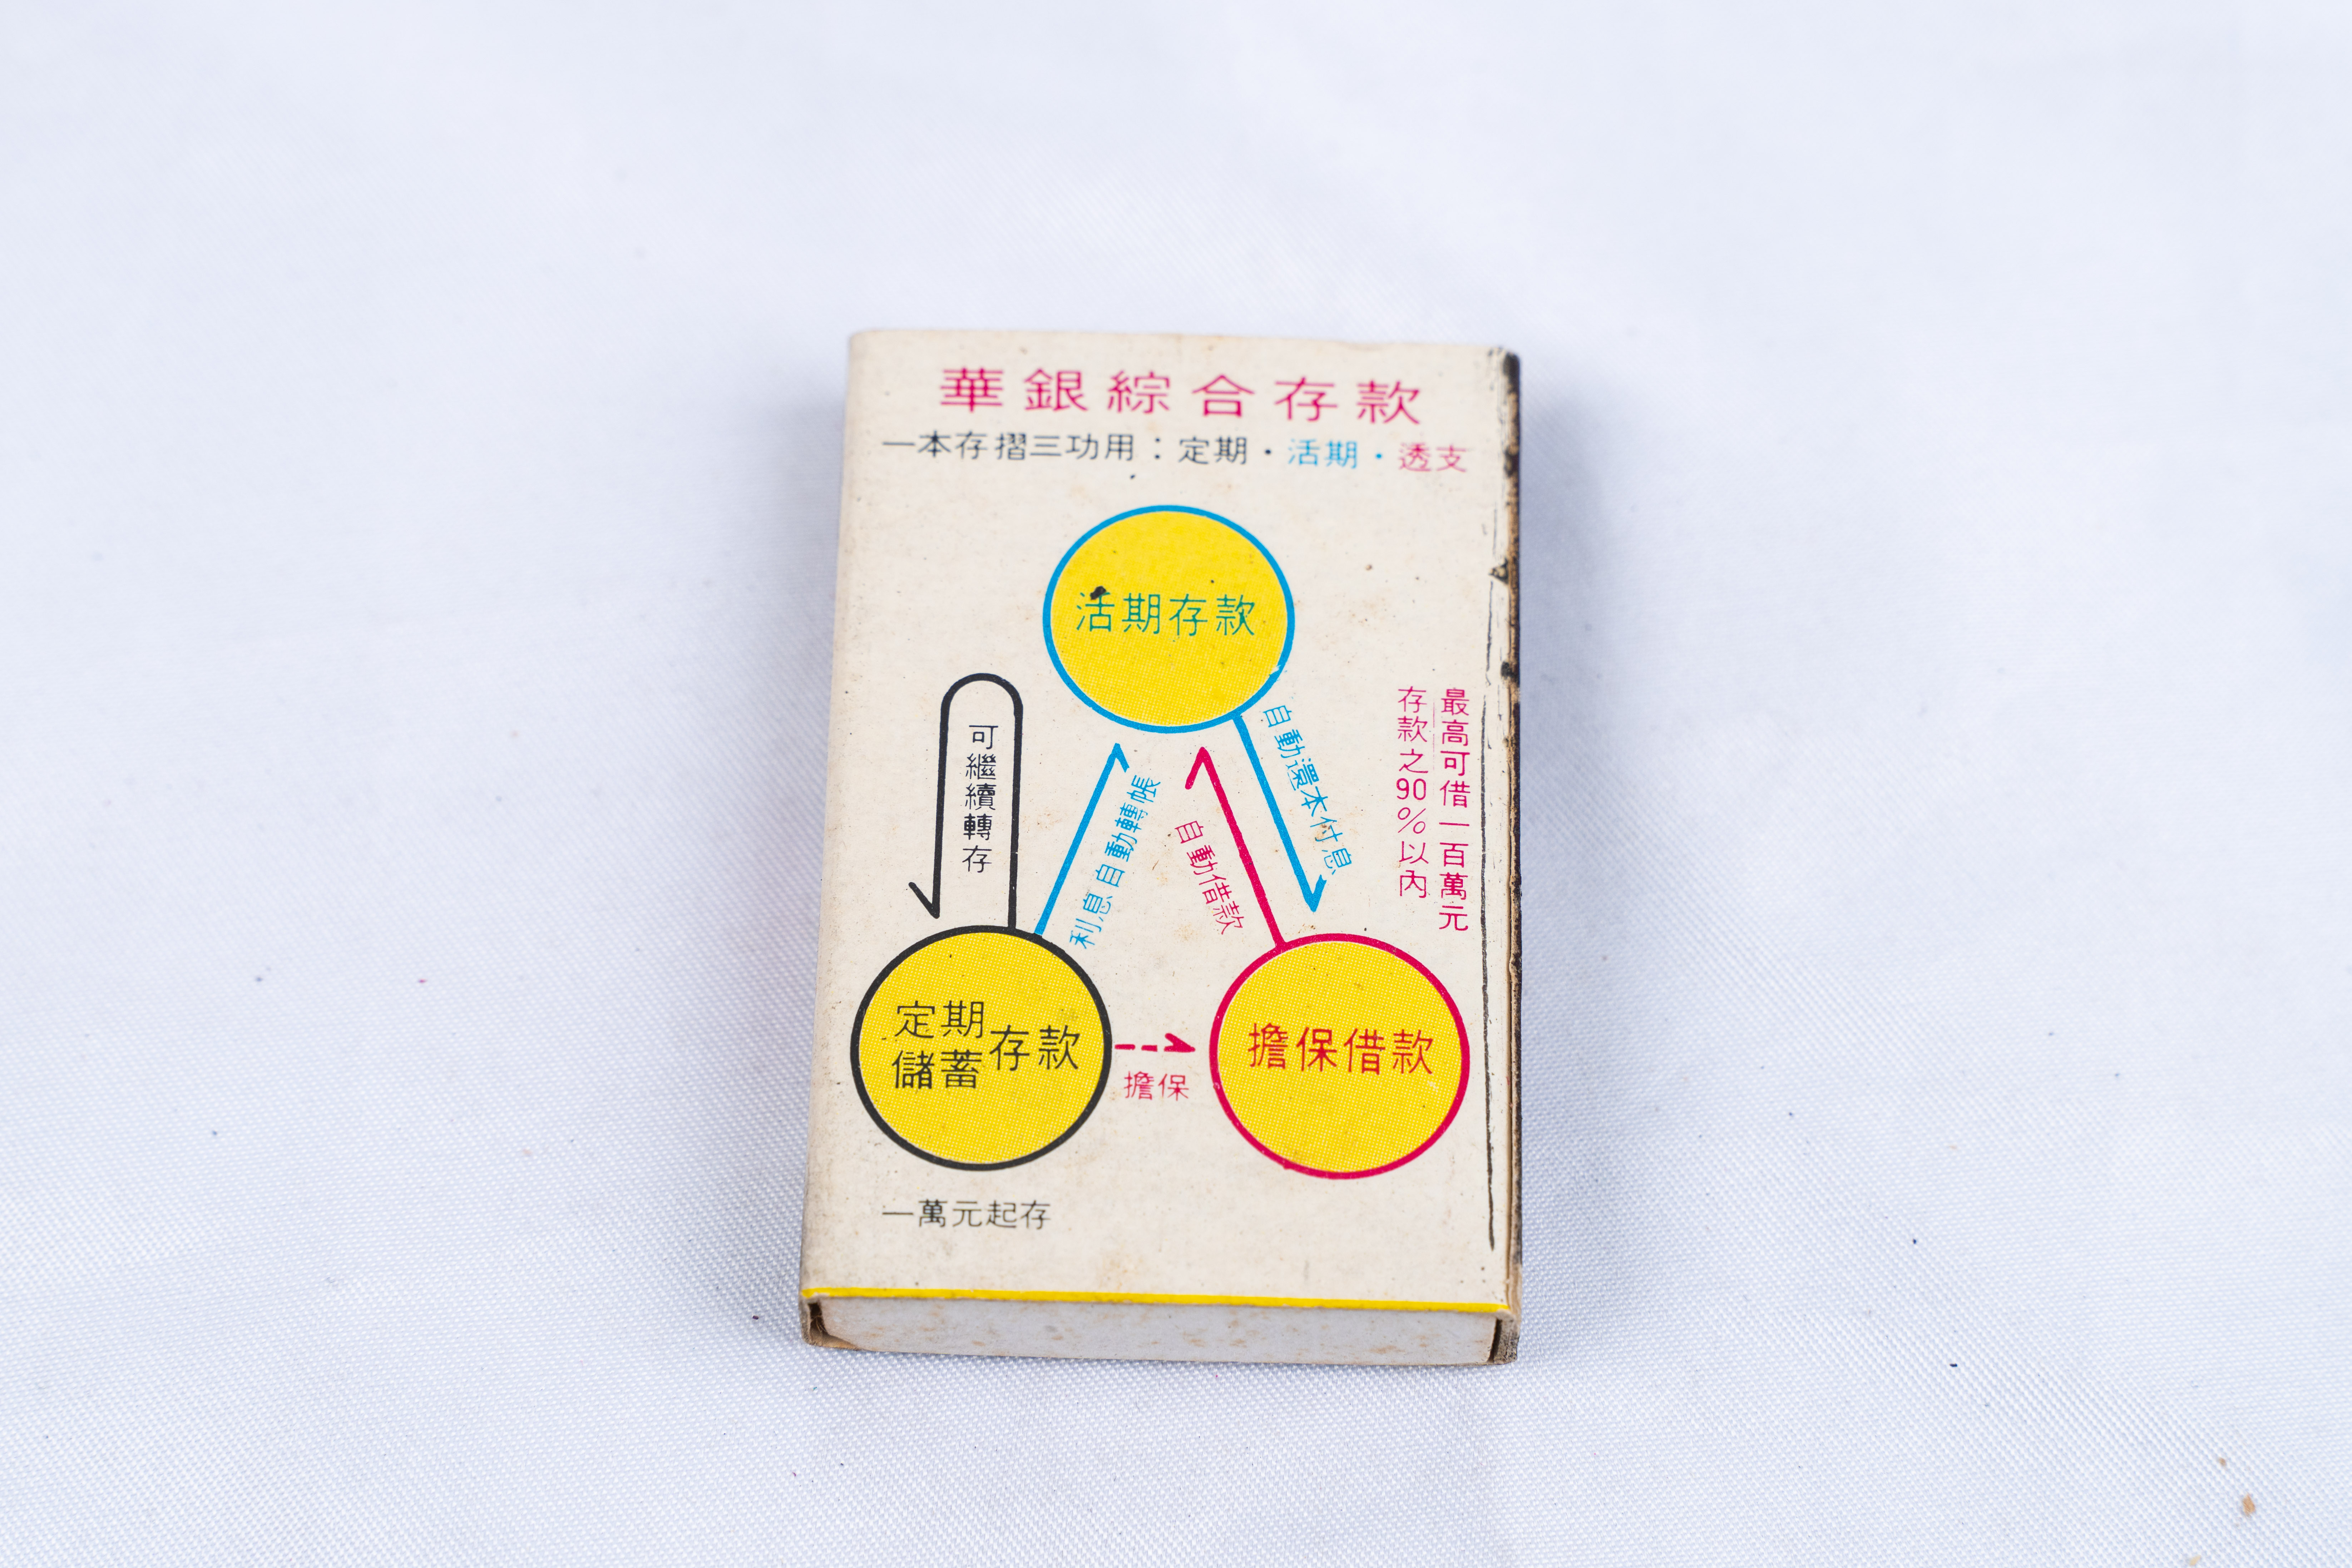 華銀綜合存款
一本存摺三功用：定期・活期・透支
活期存款
可繼續轉存
利息自動轉帳
自動借款
自動還本付息
最高可借一百萬元
存款之90%以內
定期
儲蓄
存款
擔保
擔保借款
一萬元起存